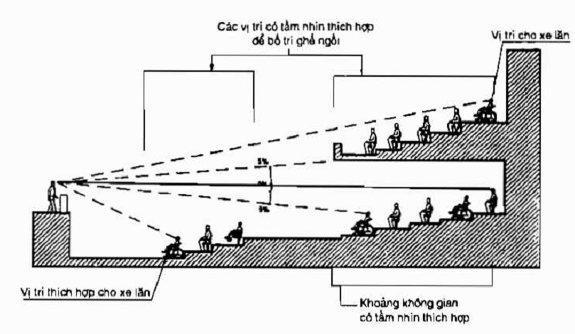 Các vị trí có tầm nhìn thích hợp
để bố trí ghế ngồi
Vị trí cho xe lăn
5%
5%
Vị trí thích hợp cho xe lăn
Khoảng không gian
có tầm nhìn thích hợp